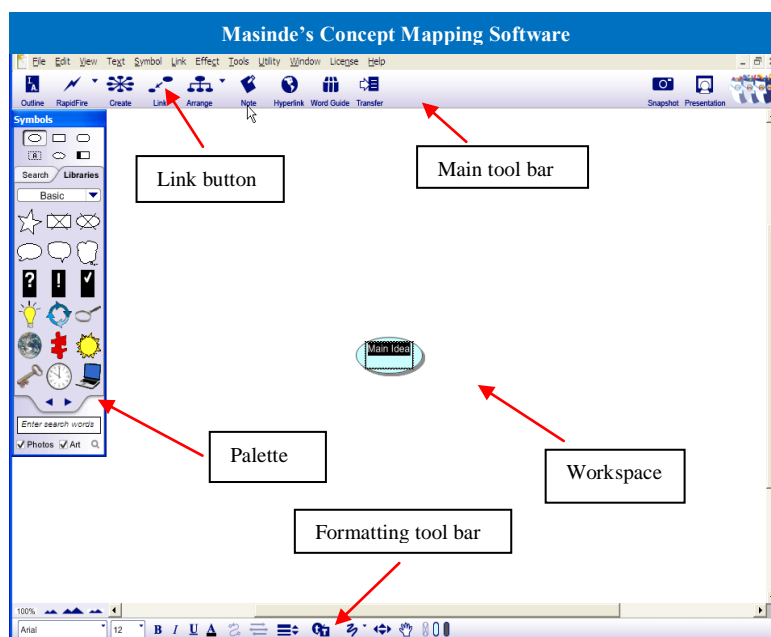 Masinde's Concept Mapping Software
File Edit View Text Symbol Link Effect Tools Utility Window License Help
Outline RapidFire Create Link Arrange Note Hyperlink Word Guide Transfer Snapshot Presentation
Symbols
Search Libraries
Basic
Enter search words
Photos Art
Link button
Main tool bar
Main Idea
Palette
Workspace
Formatting tool bar
100%
Arial 12 B I U A